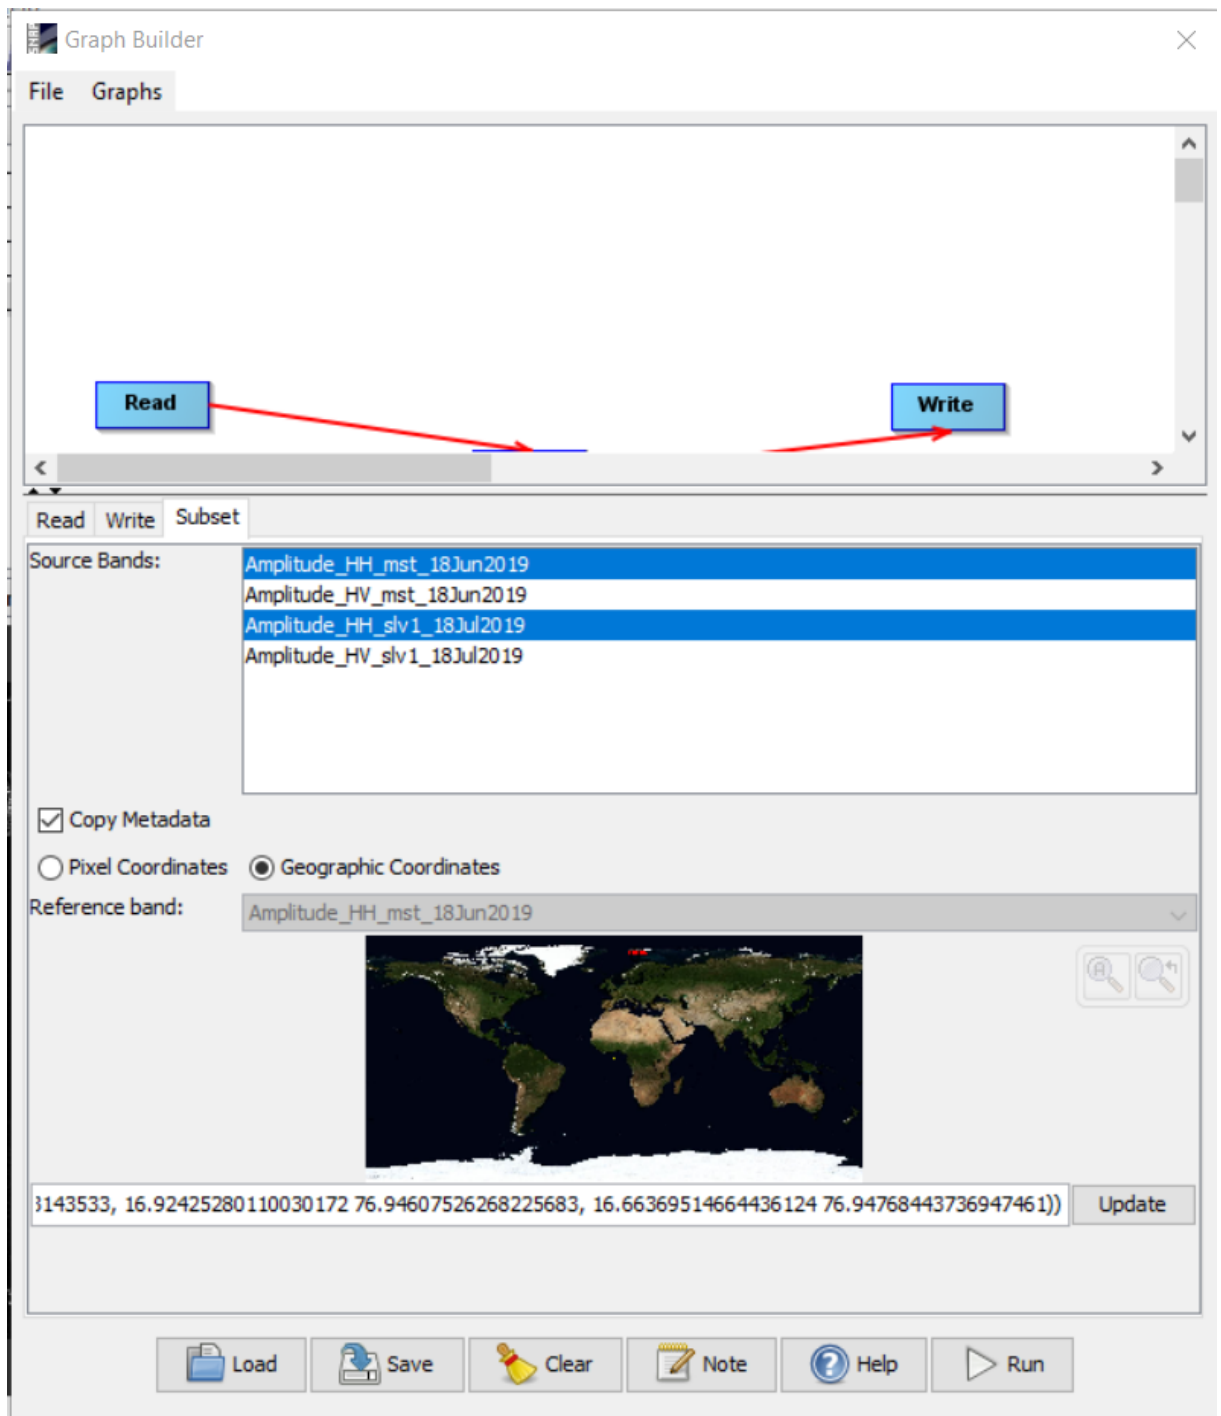 Graph Builder
File Graphs
Read
Write
Read Write Subset
Source Bands:
Amplitude_HH_mst_18Jun2019
Amplitude_HV_mst_18Jun2019
Amplitude_HH_slv1_18Jul2019
Amplitude_HV_slv1_18Jul2019
Copy Metadata
Pixel Coordinates Geographic Coordinates
Reference band: Amplitude_HH_mst_18Jun2019
3143533, 16.924252801100301​72 76.94607526268225683, 16.66369514664436124 76.94768443736947461)) Update
Load Save Clear Note Help Run